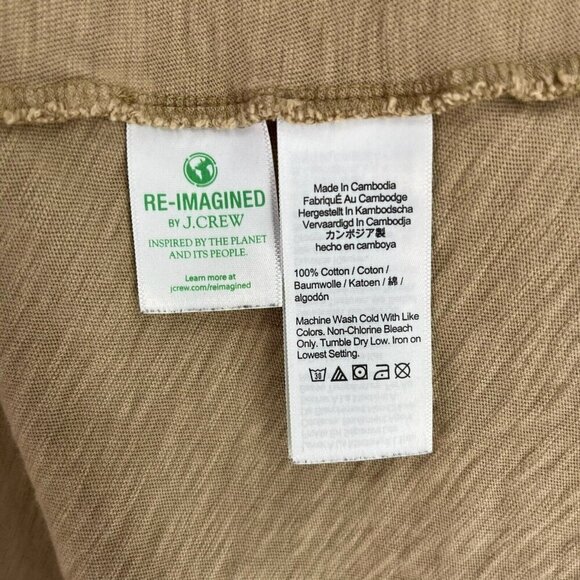 RE-IMAGINED
BY J.CREW
INSPIRED BY THE PLANET
AND ITS PEOPLE.
Learn more at
jcrew.com/reimagined
Made In Cambodia
FabriquÉ Au Cambodge
Hergestellt In Kambodscha
Vervaardigd In Cambodja
カンボジア製
hecho en camboya
100% Cotton / Coton /
Baumwolle / Katoen / 綿 /
algodón
Machine Wash Cold With Like
Colors. Non-Chlorine Bleach
Only. Tumble Dry Low. Iron on
Lowest Setting.
30